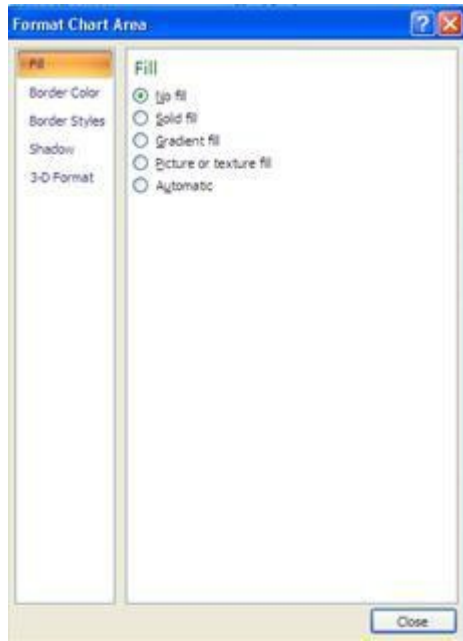 Format Chart Area
Fill
Border Color
Border Styles
Shadow
3-D Format
Fill
No fill
Solid fill
Gradient fill
Picture or texture fill
Automatic
Close